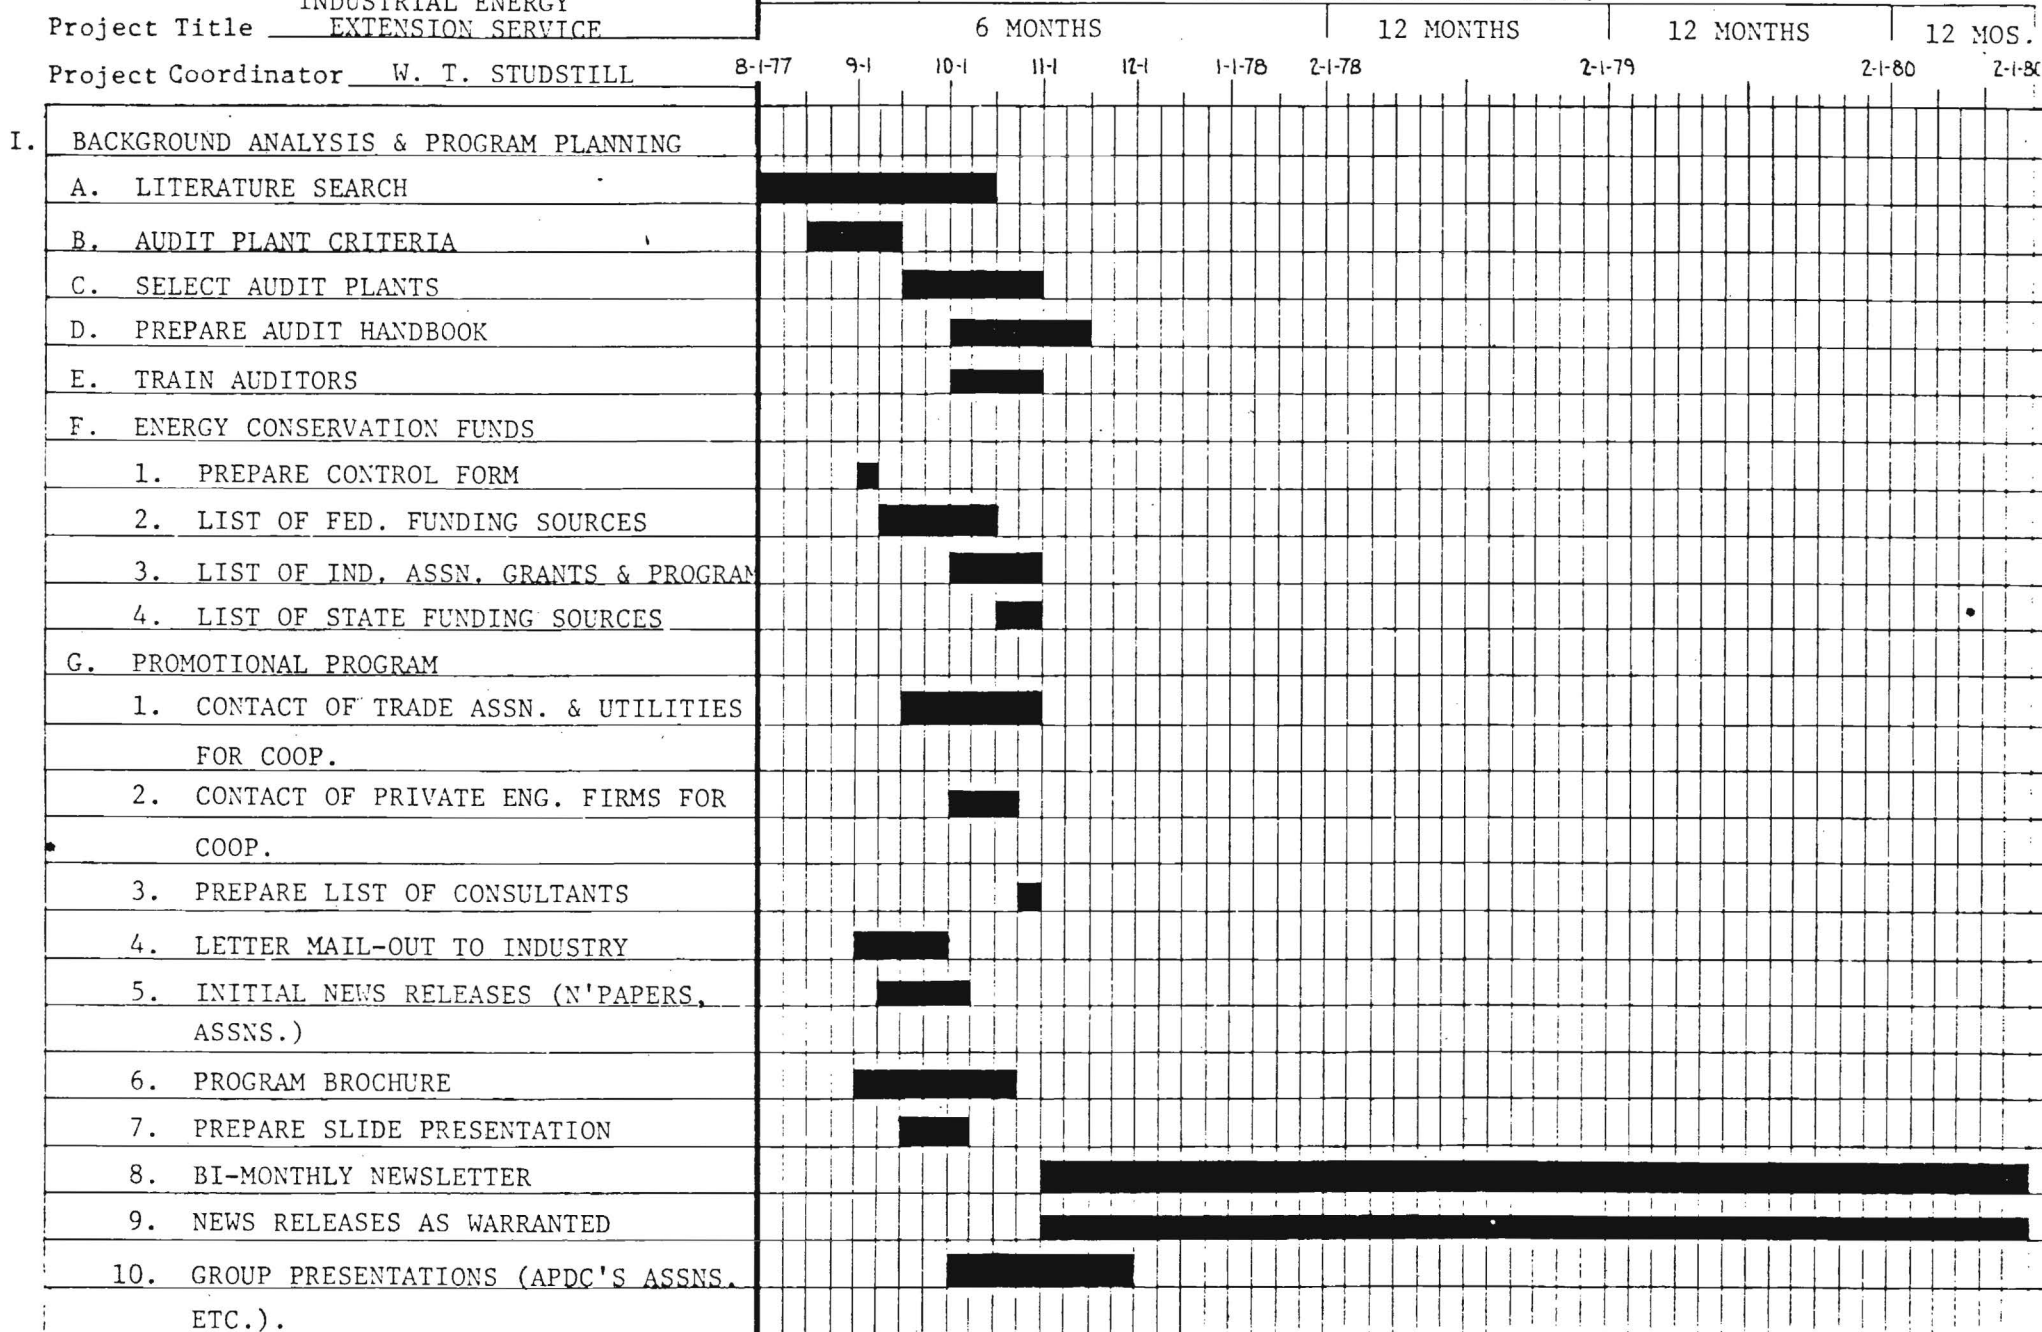 INDUSTRIAL ENERGY
Project Title EXTENSION SERVICE
Project Coordinator W. T. STUDSTILL
6 MONTHS 12 MONTHS 12 MONTHS 12 MOS.
8-1-77 9-1 10-1 11-1 12-1 1-1-78 2-1-78 2-1-79 2-1-80 2-1-80
I. BACKGROUND ANALYSIS & PROGRAM PLANNING
A. LITERATURE SEARCH
B. AUDIT PLANT CRITERIA
C. SELECT AUDIT PLANTS
D. PREPARE AUDIT HANDBOOK
E. TRAIN AUDITORS
F. ENERGY CONSERVATION FUNDS
1. PREPARE CONTROL FORM
2. LIST OF FED. FUNDING SOURCES
3. LIST OF IND. ASSN. GRANTS & PROGRAM
4. LIST OF STATE FUNDING SOURCES
G. PROMOTIONAL PROGRAM
1. CONTACT OF TRADE ASSN. & UTILITIES
FOR COOP.
2. CONTACT OF PRIVATE ENG. FIRMS FOR
COOP.
3. PREPARE LIST OF CONSULTANTS
4. LETTER MAIL-OUT TO INDUSTRY
5. INITIAL NEWS RELEASES (N'PAPERS,
ASSNS.)
6. PROGRAM BROCHURE
7. PREPARE SLIDE PRESENTATION
8. BI-MONTHLY NEWSLETTER
9. NEWS RELEASES AS WARRANTED
10. GROUP PRESENTATIONS (APDC'S ASSNS.
ETC.).